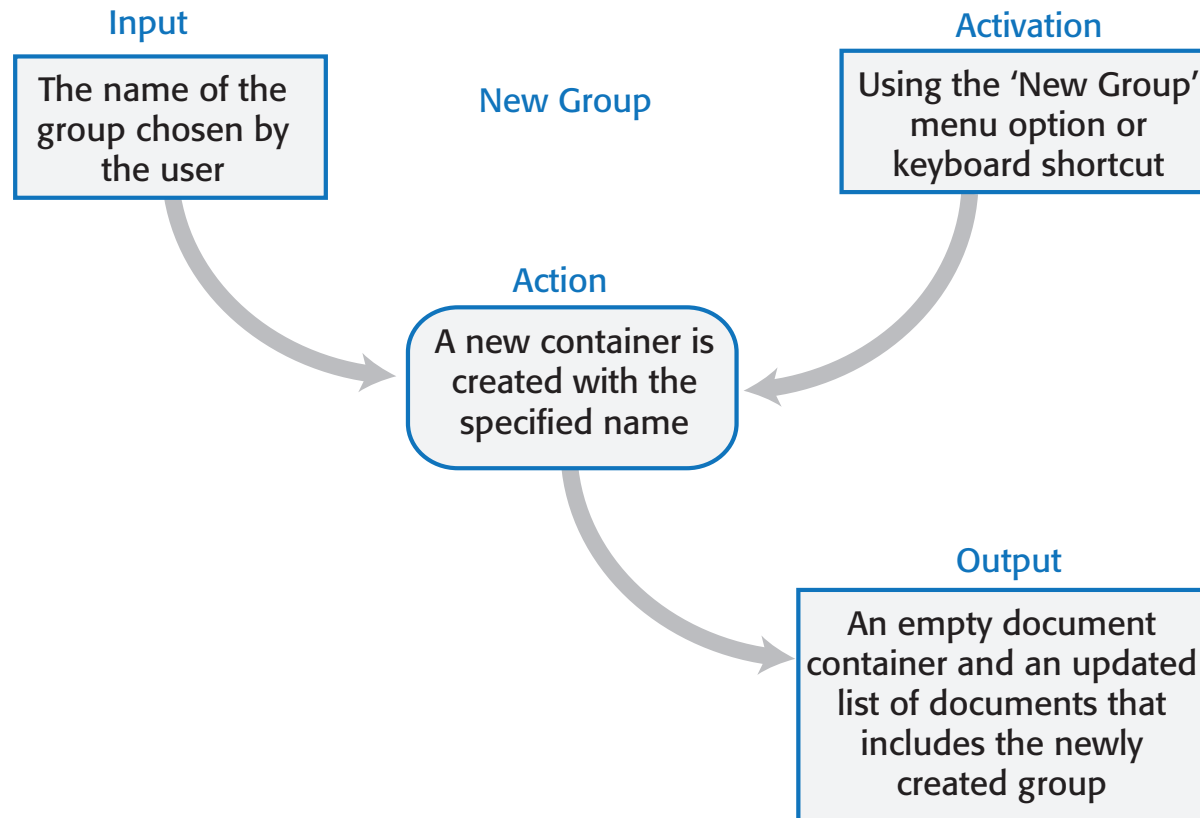 Input
The name of the
group chosen by
the user
New Group
Activation
Using the ‘New Group’
menu option or
keyboard shortcut
Action
A new container is
created with the
specified name
Output
An empty document
container and an updated
list of documents that
includes the newly
created group